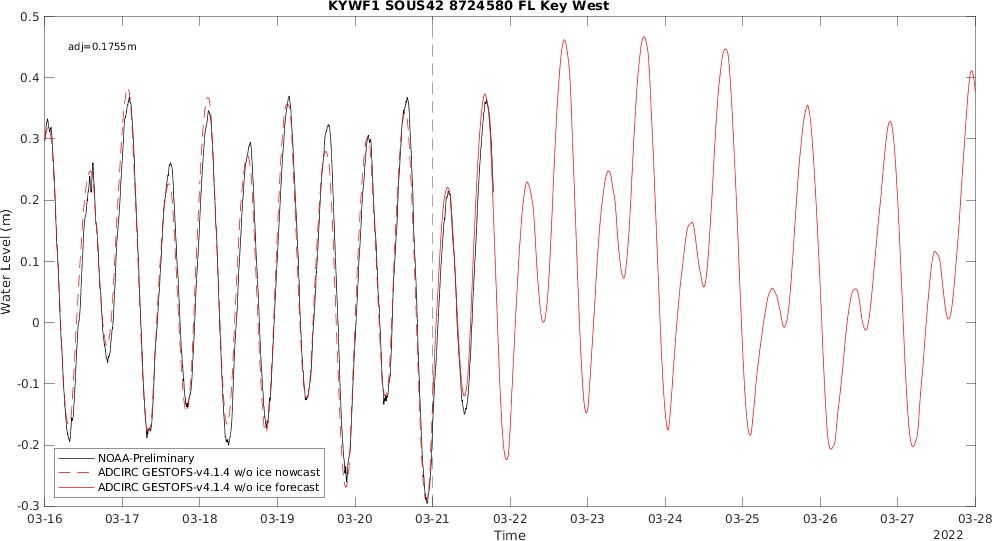 KYWF1 SOUS42 8724580 FL Key West
adj=0.1755m
Water Level (m)
0.5
0.4
0.3
0.2
0.1
0
-0.1
-0.2
-0.3
NOAA-Preliminary
ADCIRC GESTOFS-v4.1.4 w/o ice nowcast
ADCIRC GESTOFS-v4.1.4 w/o ice forecast
03-16 03-17 03-18 03-19 03-20 03-21 03-22 03-23 03-24 03-25 03-26 03-27 03-28
Time
2022